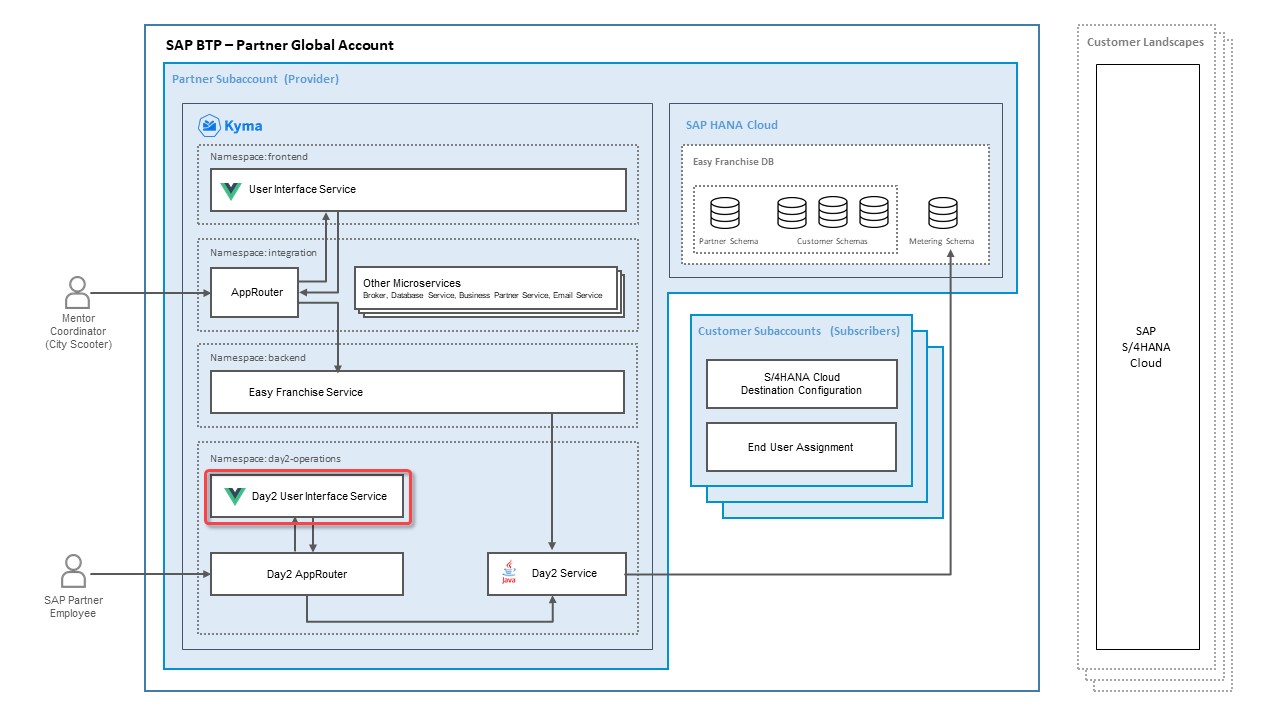 SAP BTP – Partner Global Account
Partner Subaccount (Provider)
Kyma
Namespace: frontend
User Interface Service
Namespace: integration
AppRouter
Other Microservices
Broker, Database Service, Business Partner Service, Email Service
Namespace: backend
Easy Franchise Service
Namespace: day2-operations
Day2 User Interface Service
Day2 AppRouter
Java
Day2 Service
Mentor
Coordinator
(City Scooter)
SAP Partner
Employee
SAP HANA Cloud
Easy Franchise DB
Partner Schema
Customer Schemas
Metering Schema
Customer Subaccounts (Subscribers)
S/4HANA Cloud
Destination Configuration
End User Assignment
Customer Landscapes
SAP
S/4HANA
Cloud